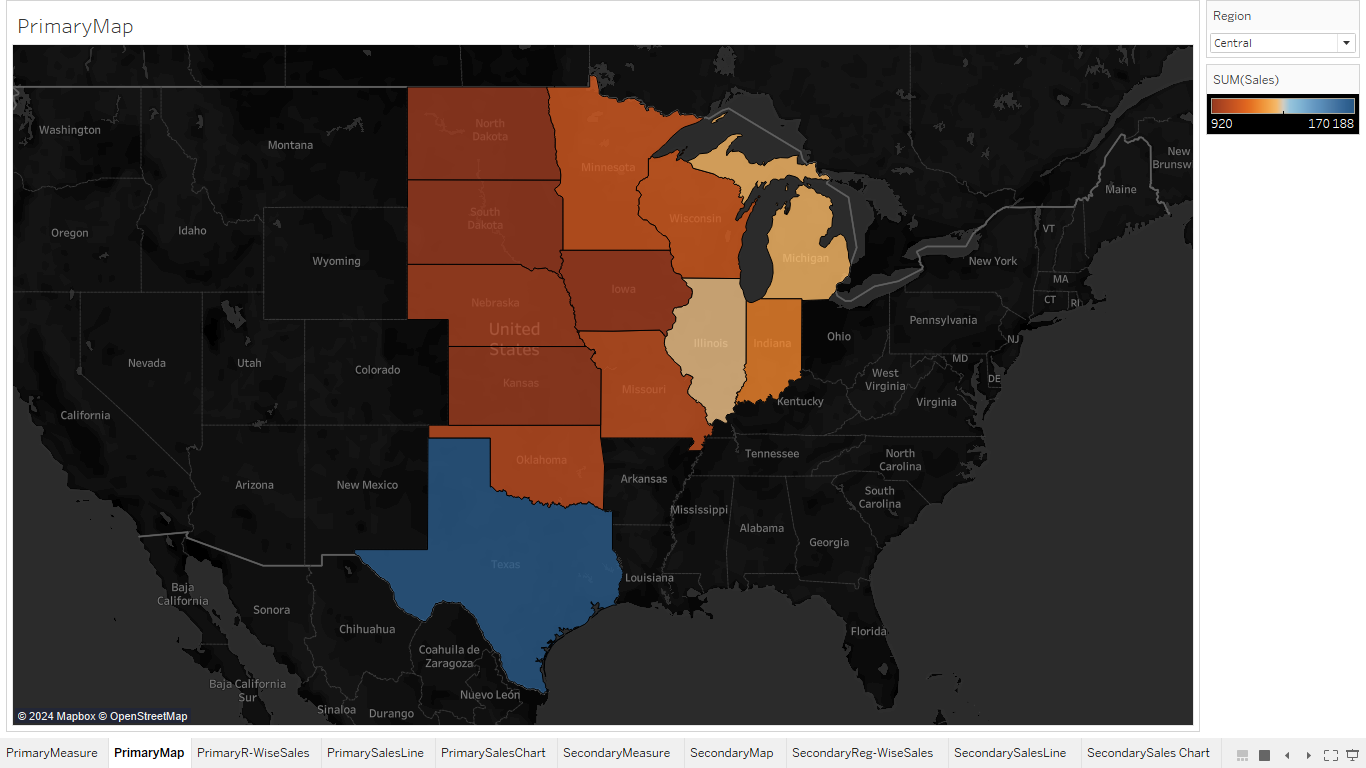 PrimaryMap
Region
Central
SUM(Sales)
920
170 188
Washington
Montana
North
Dakota
Minnesota
New
Brunsw
Maine
Oregon
Idaho
Wyoming
South
Dakota
Wisconsin
Michigan
VT
New York
MA
CT
RI
Nebraska
Iowa
United
States
Nevada
Utah
Colorado
Kansas
Missouri
Illinois
Indiana
Ohio
Pennsylvania
NJ
MD
DE
West
Virginia
Virginia
Kentucky
California
Arizona
New Mexico
Oklahoma
Arkansas
Tennessee
North
Carolina
South
Carolina
Mississippi
Alabama
Georgia
Texas
Louisiana
Florida
Baja
California
Sonora
Chihuahua
Coahuila de
Zaragoza
Baja California
Sur
Sinaloa
Durango
Nuevo León
© 2024 Mapbox © OpenStreetMap
PrimaryMeasure
PrimaryMap
PrimaryR-WiseSales
PrimarySalesLine
PrimarySalesChart
SecondaryMeasure
SecondaryMap
SecondaryReg-WiseSales
SecondarySalesLine
SecondarySales Chart